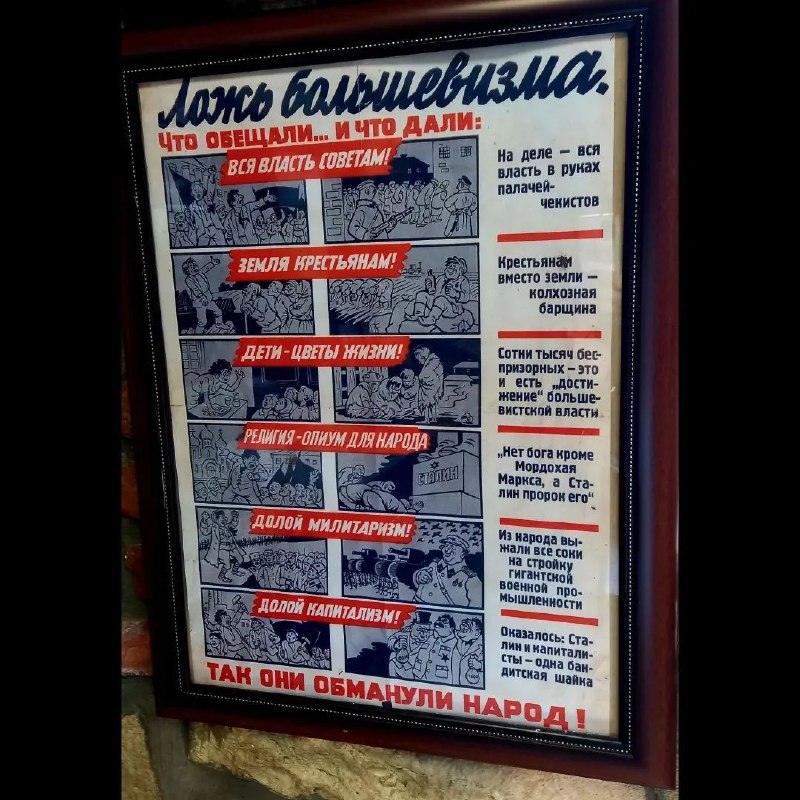 Ложь большевизма.
ЧТО ОБЕЩАЛИ... И ЧТО ДАЛИ:
ВСЯ ВЛАСТЬ СОВЕТАМ!
На деле – вся
власть в руках
палачей-
чекистов
ЗЕМЛЯ КРЕСТЬЯНАМ!
Крестьянам
вместо земли –
колхозная
барщина
ДЕТИ - ЦВЕТЫ ЖИЗНИ!
Сотни тысяч бес-
призорных – это
и есть „дости-
жение“ больше-
вистской власти
РЕЛИГИЯ - ОПИУМ ДЛЯ НАРОДА
СТАЛИН
„Нет бога кроме
Мордохая
Маркса, а Ста-
лин пророк его“
ДОЛОЙ МИЛИТАРИЗМ!
Из народа вы-
жали все соки
на стройку
гигантской
военной про-
мышленности
ДОЛОЙ КАПИТАЛИЗМ!
Оказалось: Ста-
лин и капитали-
сты – одна бан-
дитская шайка
ТАК ОНИ ОБМАНУЛИ НАРОД!